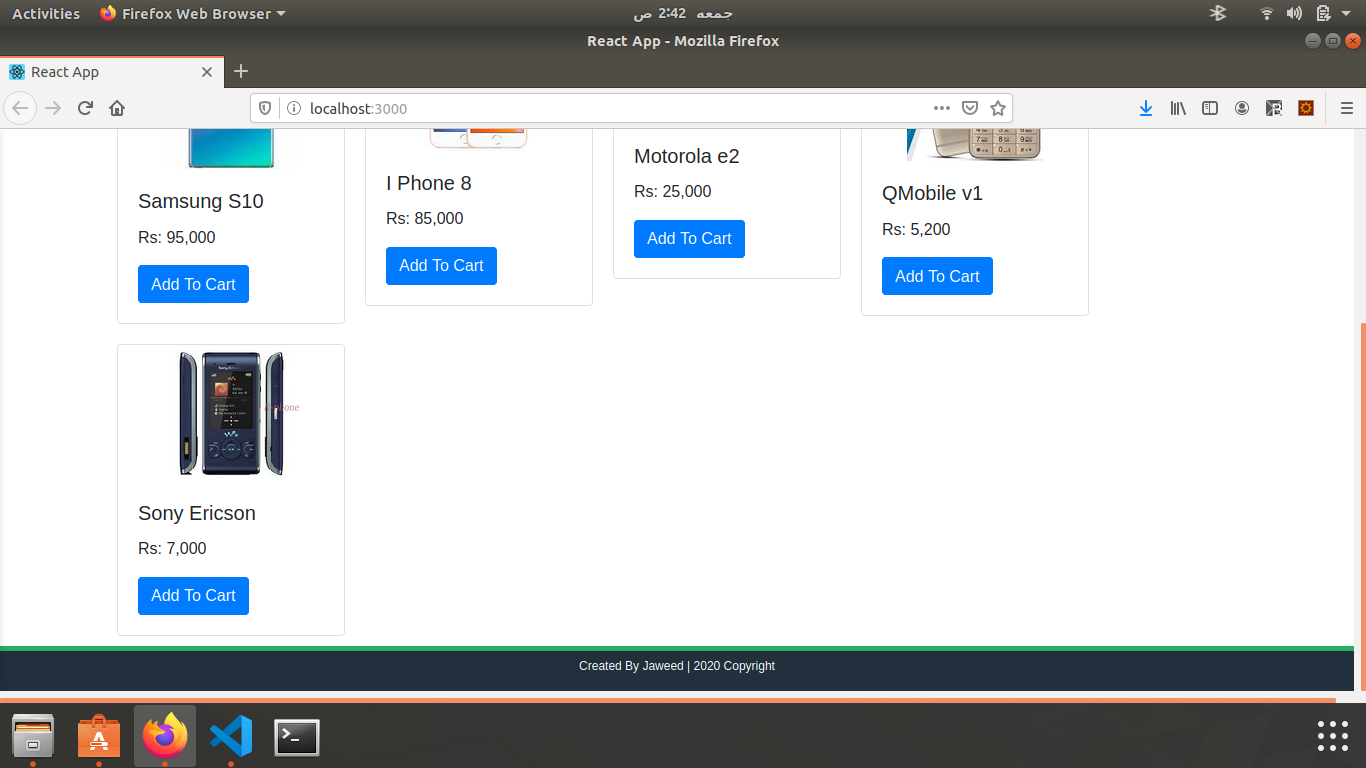 Activities
Firefox Web Browser
جمعه 2:42 ص
React App - Mozilla Firefox
React App
localhost:3000
Samsung S10
Rs: 95,000
Add To Cart
I Phone 8
Rs: 85,000
Add To Cart
Motorola e2
Rs: 25,000
Add To Cart
QMobile v1
Rs: 5,200
Add To Cart
Sony Ericson
Rs: 7,000
Add To Cart
Created By Jaweed | 2020 Copyright